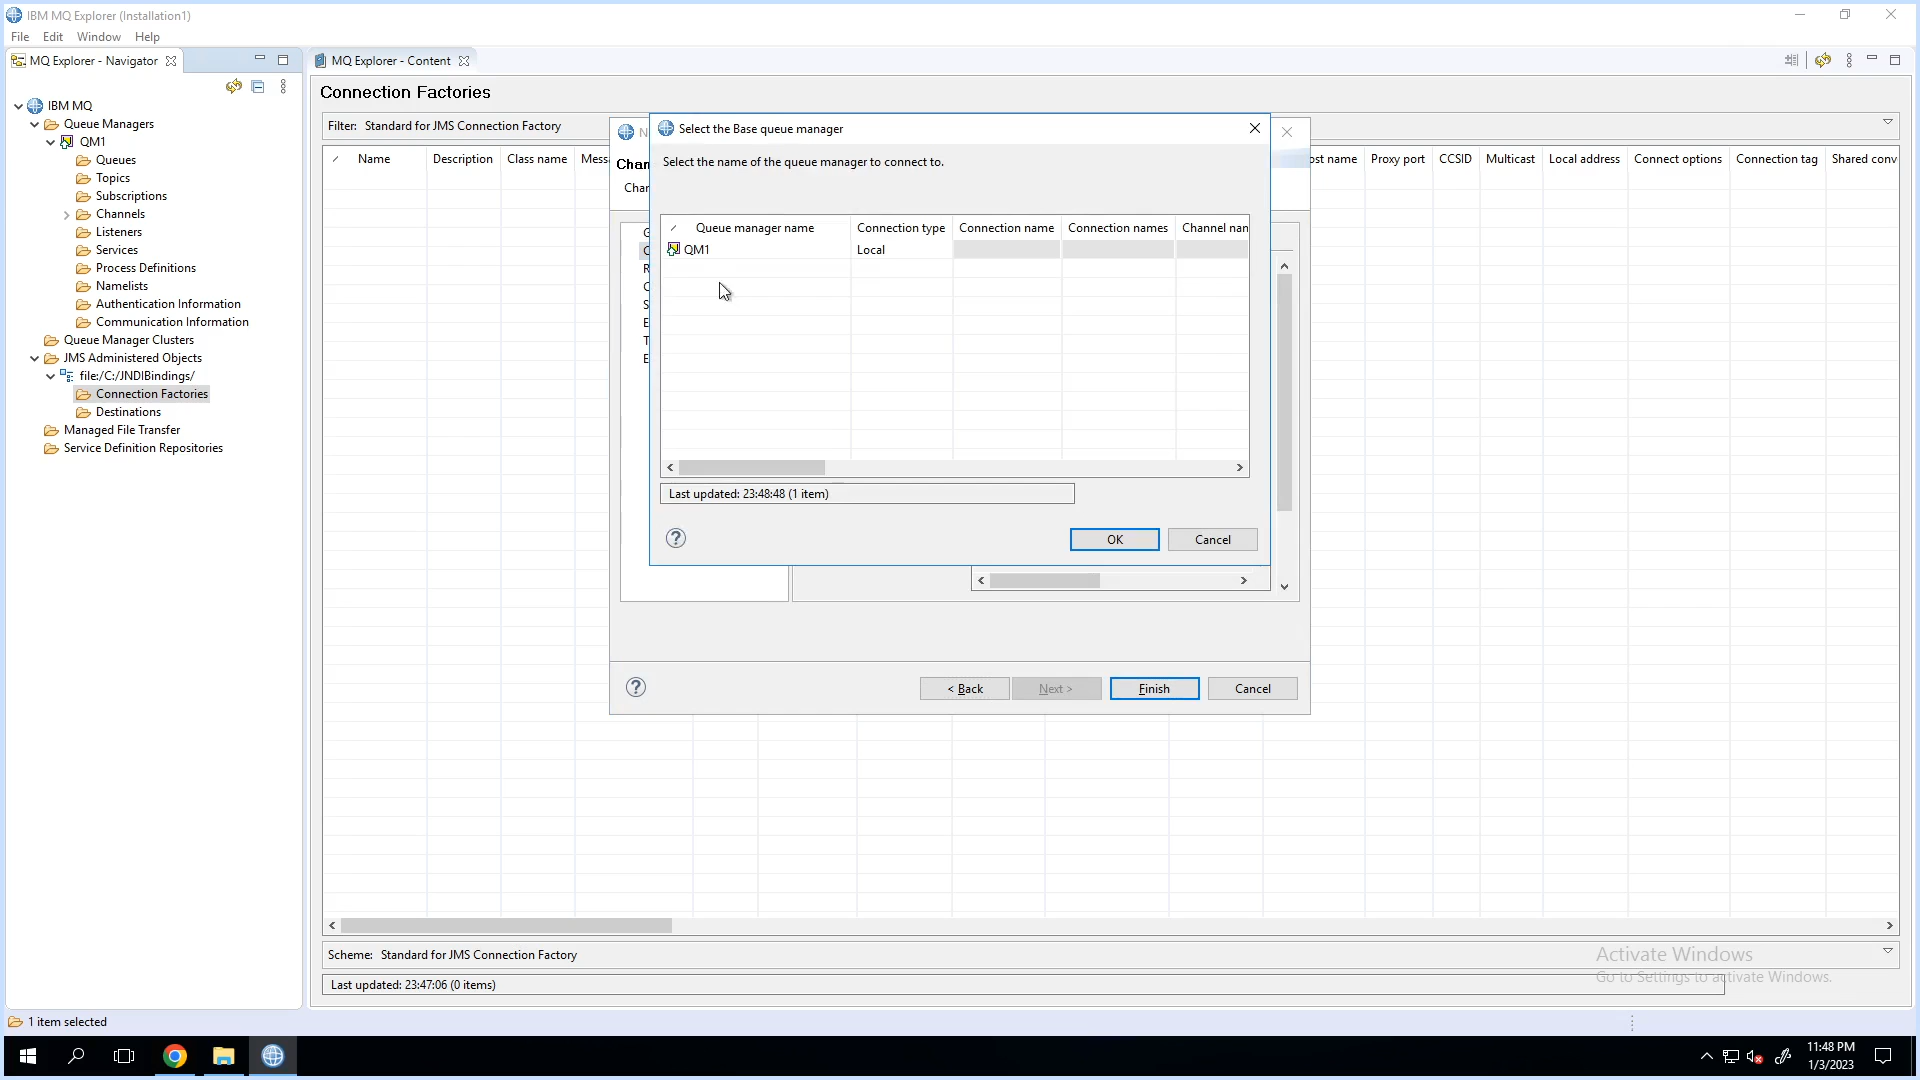 IBM MQ Explorer (Installation1)
File Edit Window Help
MQ Explorer - Navigator
MQ Explorer - Content
IBM MQ
Queue Managers
QM1
Queues
Topics
Subscriptions
Channels
Listeners
Services
Process Definitions
Namelists
Authentication Information
Communication Information
Queue Manager Clusters
JMS Administered Objects
file:/C:/JNDIBindings/
Connection Factories
Destinations
Managed File Transfer
Service Definition Repositories
Connection Factories
Filter: Standard for JMS Connection Factory
Name Description Class name Mess
ost name Proxy port CCSID Multicast Local address Connect options Connection tag Shared conv
N
Chan
Char
G
C
R
C
S
E
T
E
Select the Base queue manager
Select the name of the queue manager to connect to.
Queue manager name Connection type Connection name Connection names Channel nan
QM1 Local
Last updated: 23:48:48 (1 item)
?
OK Cancel
?
< Back Next > Finish Cancel
Scheme: Standard for JMS Connection Factory
Last updated: 23:47:06 (0 items)
Activate Windows
Go to Settings to activate Windows.
1 item selected
11:48 PM
1/3/2023